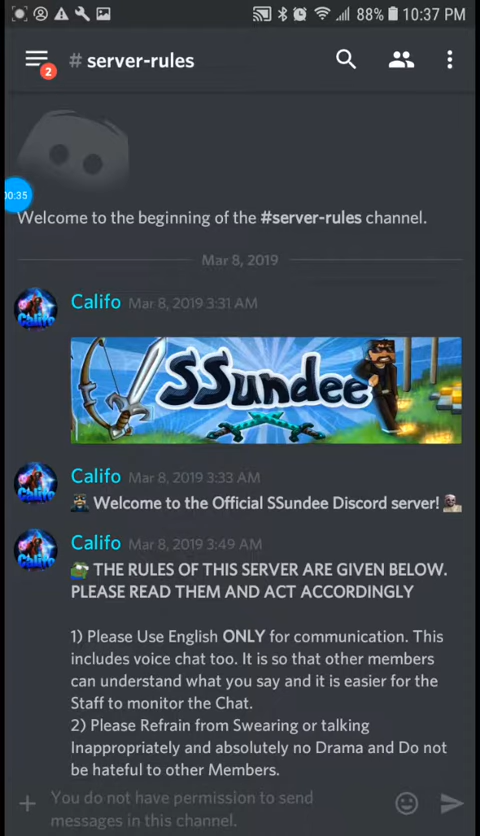 88% 10:37 PM
2
# server-rules
00:35
Welcome to the beginning of the #server-rules channel.
Mar 8, 2019
Califo Mar 8, 2019 3:31 AM
Califo
SSundee
Califo Mar 8, 2019 3:33 AM
Califo
Welcome to the Official SSundee Discord server!
Califo Mar 8, 2019 3:49 AM
Califo
THE RULES OF THIS SERVER ARE GIVEN BELOW.
PLEASE READ THEM AND ACT ACCORDINGLY
1) Please Use English ONLY for communication. This
includes voice chat too. It is so that other members
can understand what you say and it is easier for the
Staff to monitor the Chat.
2) Please Refrain from Swearing or talking
Inappropriately and absolutely no Drama and Do not
be hateful to other Members.
You do not have permission to send
messages in this channel.